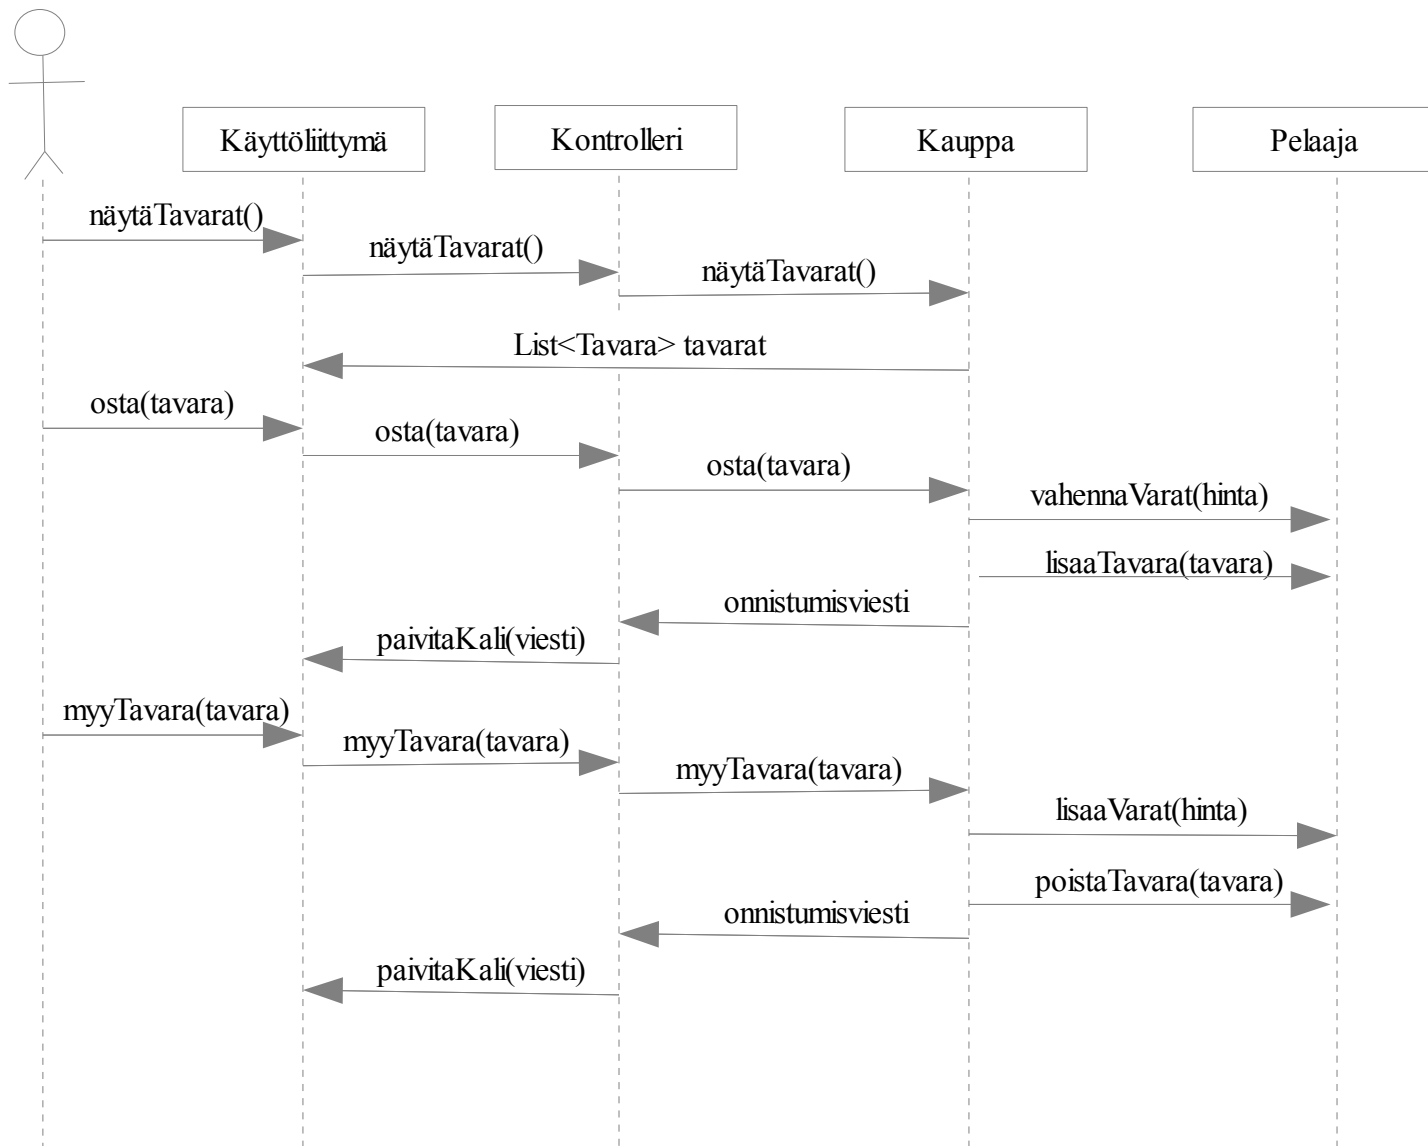 Käyttöliittymä
Kontrolleri
Kauppa
Pelaaja
näytäTavarat()
näytäTavarat()
näytäTavarat()
List<Tavara> tavarat
osta(tavara)
osta(tavara)
osta(tavara)
vahennaVarat(hinta)
lisaaTavara(tavara)
onnistumisviesti
paivitaKali(viesti)
myyTavara(tavara)
myyTavara(tavara)
myyTavara(tavara)
lisaaVarat(hinta)
poistaTavara(tavara)
onnistumisviesti
paivitaKali(viesti)